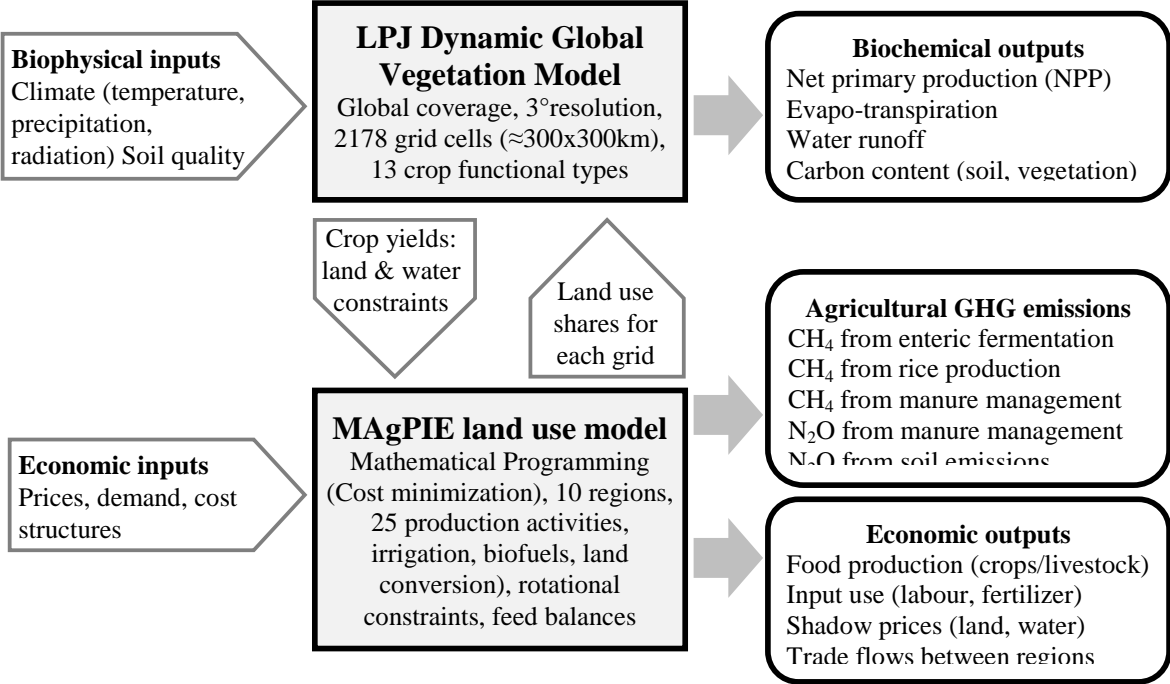 Biophysical inputs
Climate (temperature,
precipitation,
radiation) Soil quality
LPJ Dynamic Global
Vegetation Model
Global coverage, 3°resolution,
2178 grid cells (≈300x300km),
13 crop functional types
Biochemical outputs
Net primary production (NPP)
Evapo-transpiration
Water runoff
Carbon content (soil, vegetation)
Crop yields:
land & water
constraints
Land use
shares for
each grid
Agricultural GHG emissions
CH₄ from enteric fermentation
CH₄ from rice production
CH₄ from manure management
N₂O from manure management
N₂O from soil emissions
Economic inputs
Prices, demand, cost
structures
MAgPIE land use model
Mathematical Programming
(Cost minimization), 10 regions,
25 production activities,
irrigation, biofuels, land
conversion), rotational
constraints, feed balances
Economic outputs
Food production (crops/livestock)
Input use (labour, fertilizer)
Shadow prices (land, water)
Trade flows between regions